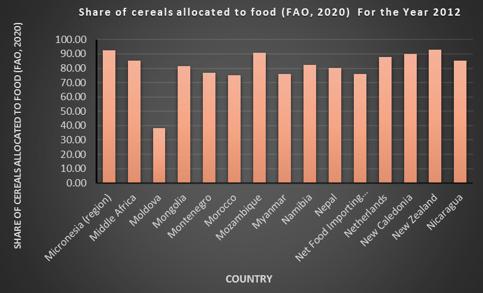 Share of cereals allocated to food (FAO, 2020) For the Year 2012
SHARE OF CEREALS ALLOCATED TO FOOD (FAO, 2020)
100.00
90.00
80.00
70.00
60.00
50.00
40.00
30.00
20.00
10.00
0.00
Micronesia (region)
Middle Africa
Moldova
Mongolia
Montenegro
Morocco
Mozambique
Myanmar
Namibia
Nepal
Net Food Importing...
Netherlands
New Caledonia
New Zealand
Nicaragua
COUNTRY